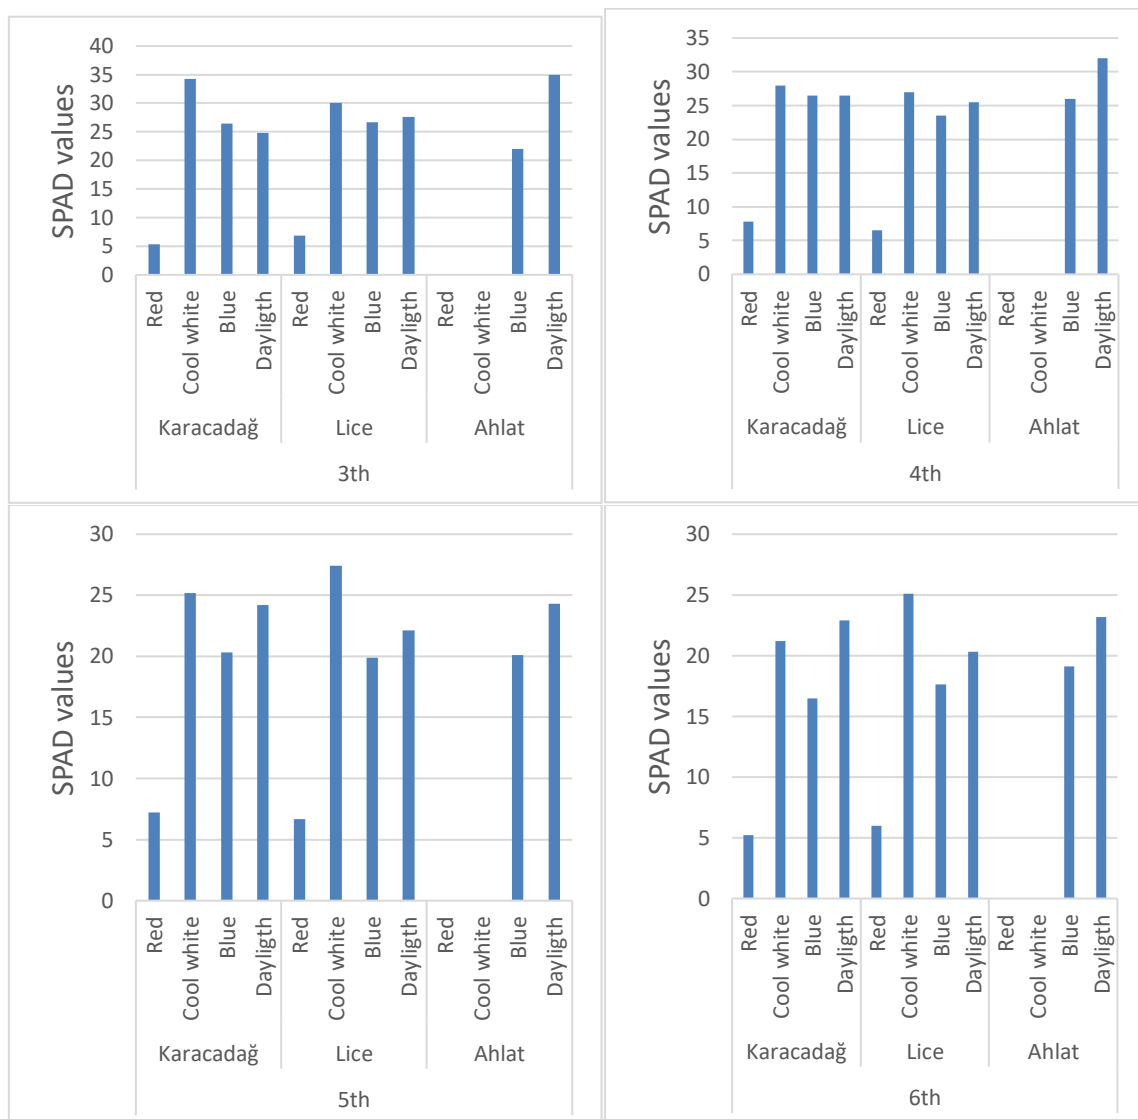 SPAD values
40
35
30
25
20
15
10
5
0
Red
Cool white
Blue
Dayligth
Red
Cool white
Blue
Dayligth
Red
Cool white
Blue
Dayligth
Karacadağ
Lice
Ahlat
3th
SPAD values
35
30
25
20
15
10
5
0
Red
Cool white
Blue
Dayligth
Red
Cool white
Blue
Dayligth
Red
Cool white
Blue
Dayligth
Karacadağ
Lice
Ahlat
4th
SPAD values
30
25
20
15
10
5
0
Red
Cool white
Blue
Dayligth
Red
Cool white
Blue
Dayligth
Red
Cool white
Blue
Dayligth
Karacadağ
Lice
Ahlat
5th
SPAD values
30
25
20
15
10
5
0
Red
Cool white
Blue
Dayligth
Red
Cool white
Blue
Dayligth
Red
Cool white
Blue
Dayligth
Karacadağ
Lice
Ahlat
6th